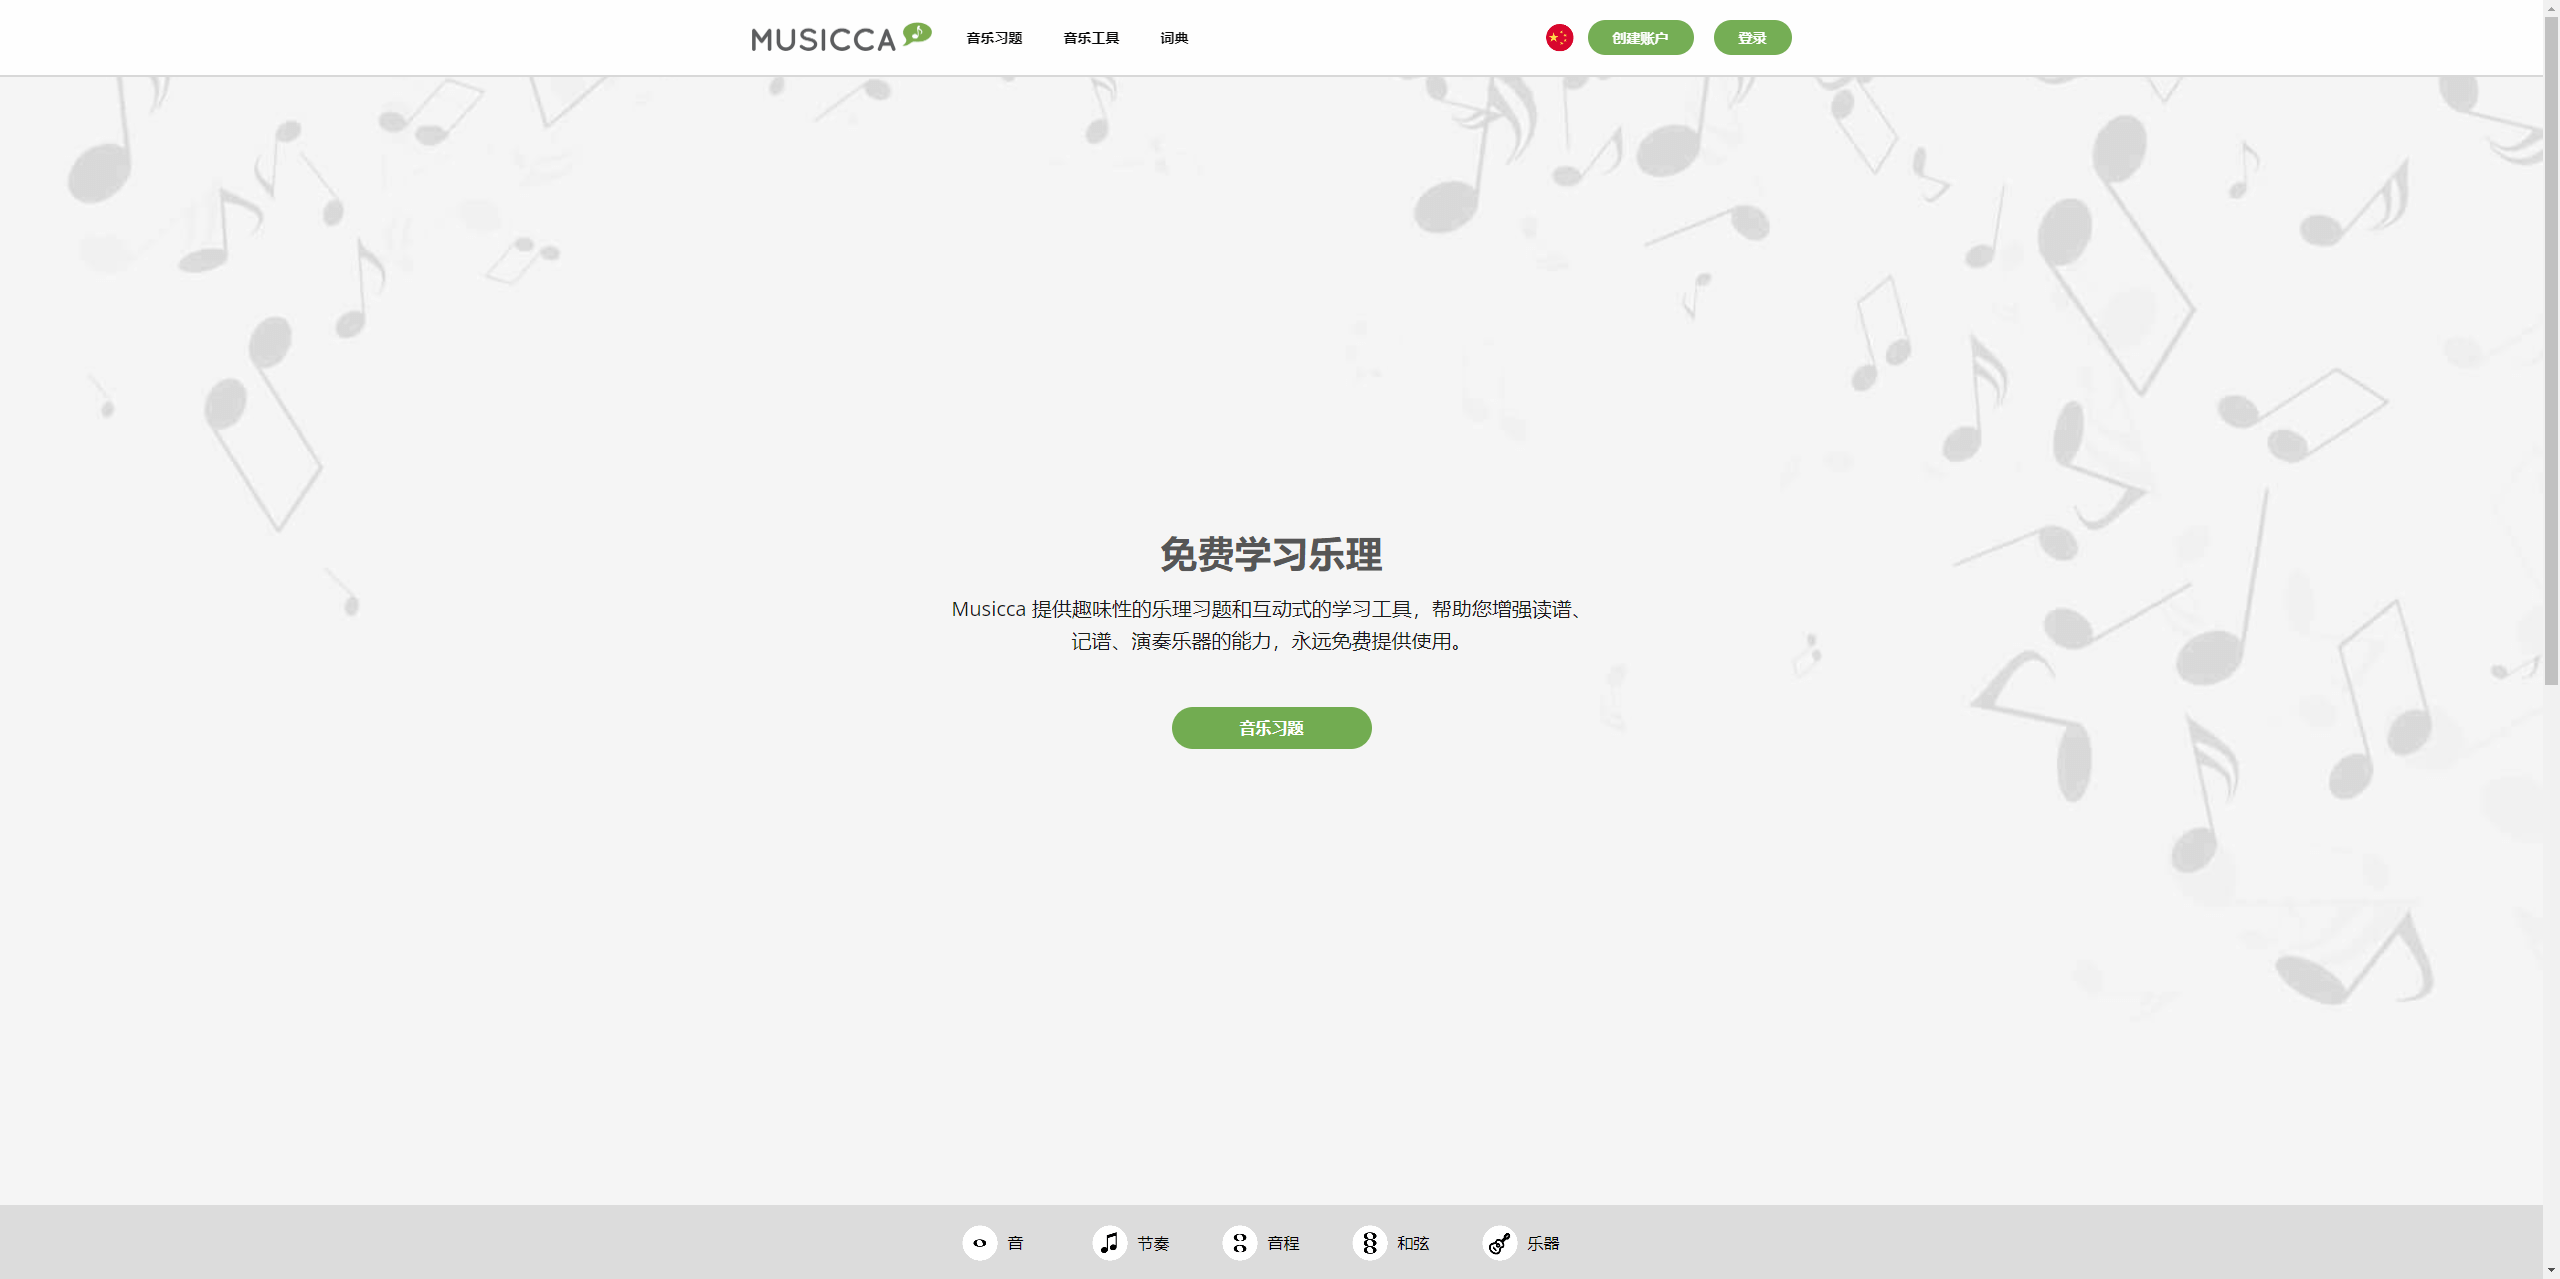 MUSICCA 音乐习题 音乐工具 词典 创建账户 登录
免费学习乐理
Musicca 提供趣味性的乐理习题和互动式的学习工具，帮助您增强读谱、
记谱、演奏乐器的能力，永远免费提供使用。
音乐习题
音 节奏 音程 和弦 乐器